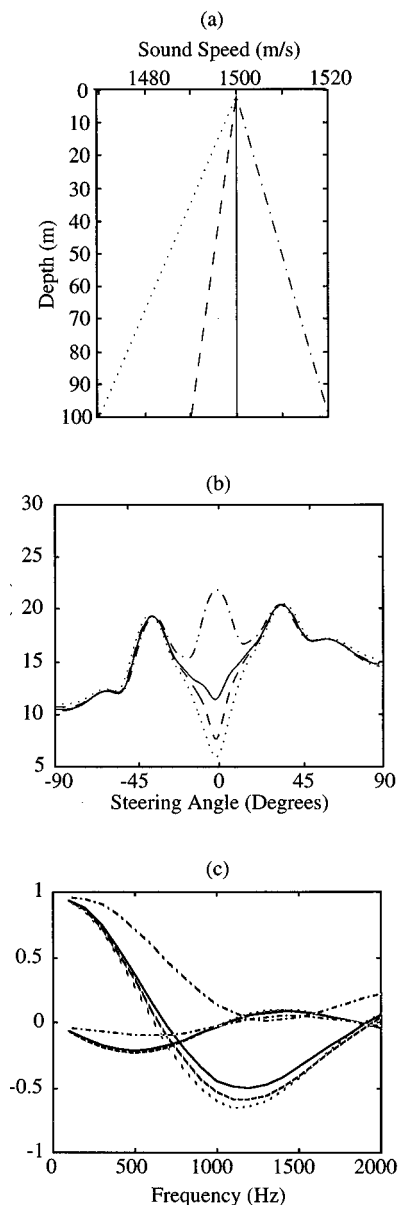 (a)
Sound Speed (m/s)
1480 1500 1520
0
10
20
30
40
50
60
70
80
90
100
Depth (m)
(b)
30
25
20
15
10
5
-90 -45 0 45 90
Steering Angle (Degrees)
(c)
1
0.5
0
-0.5
-1
0 500 1000 1500 2000
Frequency (Hz)